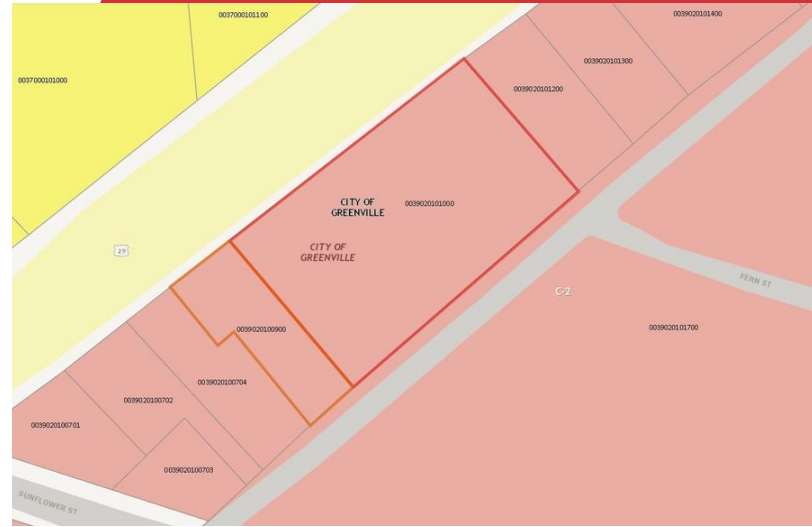 0037000101100
0039020101400
0037000101000
0039020101300
0039020101200
CITY OF
GREENVILLE
0039020101000
CITY OF
GREENVILLE
29
FERN ST
C-2
0039020100900
0039020101700
0039020100704
0039020100702
0039020100701
0039020100703
SUNFLOWER ST